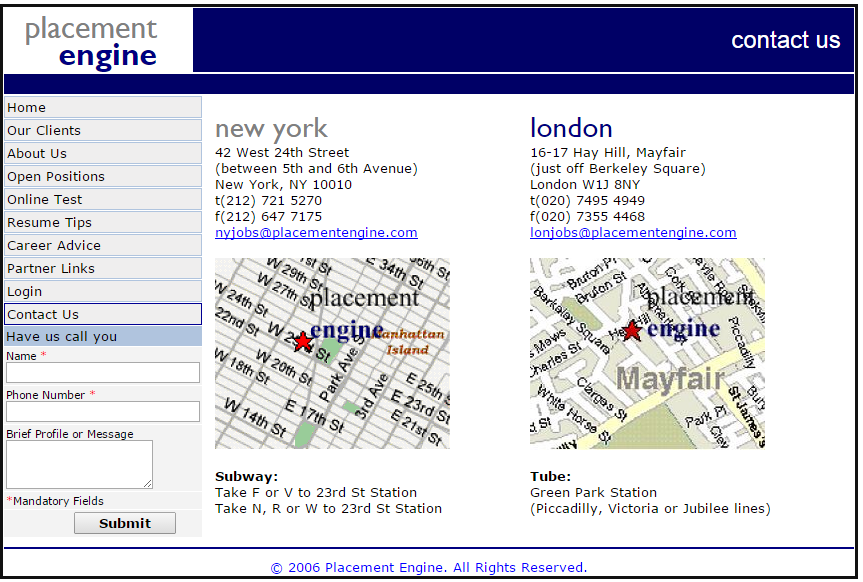 placement
engine
contact us
Home
Our Clients
About Us
Open Positions
Online Test
Resume Tips
Career Advice
Partner Links
Login
Contact Us
Have us call you
Name *
Phone Number *
Brief Profile or Message
*Mandatory Fields
Submit
new york
42 West 24th Street
(between 5th and 6th Avenue)
New York, NY 10010
t(212) 721 5270
f(212) 647 7175
nyjobs@placementengine.com
W 29th St
E 34th St
W 27th St
W 24th St
placement
engine
22nd St
Manhattan
Island
W 20th St
W 18th St
Park Ave S
3rd Ave
E 25th St
E 23rd St
E 21st St
W 14th St
E 17th St
Subway:
Take F or V to 23rd St Station
Take N, R or W to 23rd St Station
london
16-17 Hay Hill, Mayfair
(just off Berkeley Square)
London W1J 8NY
t(020) 7495 4949
f(020) 7355 4468
lonjobs@placementengine.com
Bruton Pl
Bruton St
placement
engine
Berkeley Square
Piccadilly
Mayfair
Clarges St
White Horse St
Park Pl
St James's
Tube:
Green Park Station
(Piccadilly, Victoria or Jubilee lines)
© 2006 Placement Engine. All Rights Reserved.